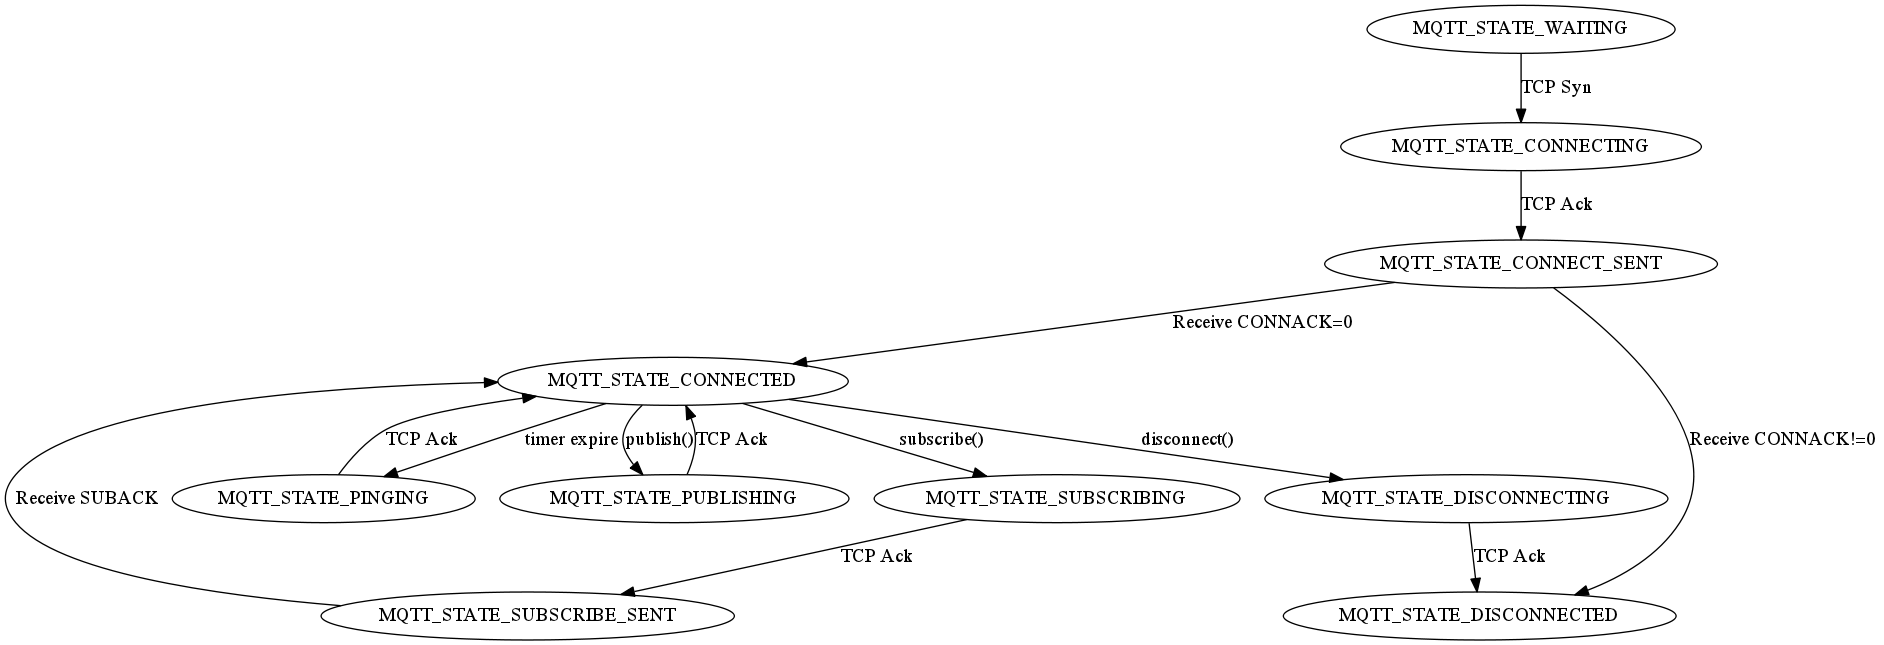 MQTT_STATE_WAITING
TCP Syn
MQTT_STATE_CONNECTING
TCP Ack
MQTT_STATE_CONNECT_SENT
Receive CONNACK=0
MQTT_STATE_CONNECTED
TCP Ack
timer expire
publish()
TCP Ack
subscribe()
disconnect()
Receive CONNACK!=0
Receive SUBACK
MQTT_STATE_PINGING
MQTT_STATE_PUBLISHING
MQTT_STATE_SUBSCRIBING
MQTT_STATE_DISCONNECTING
TCP Ack
TCP Ack
MQTT_STATE_SUBSCRIBE_SENT
MQTT_STATE_DISCONNECTED